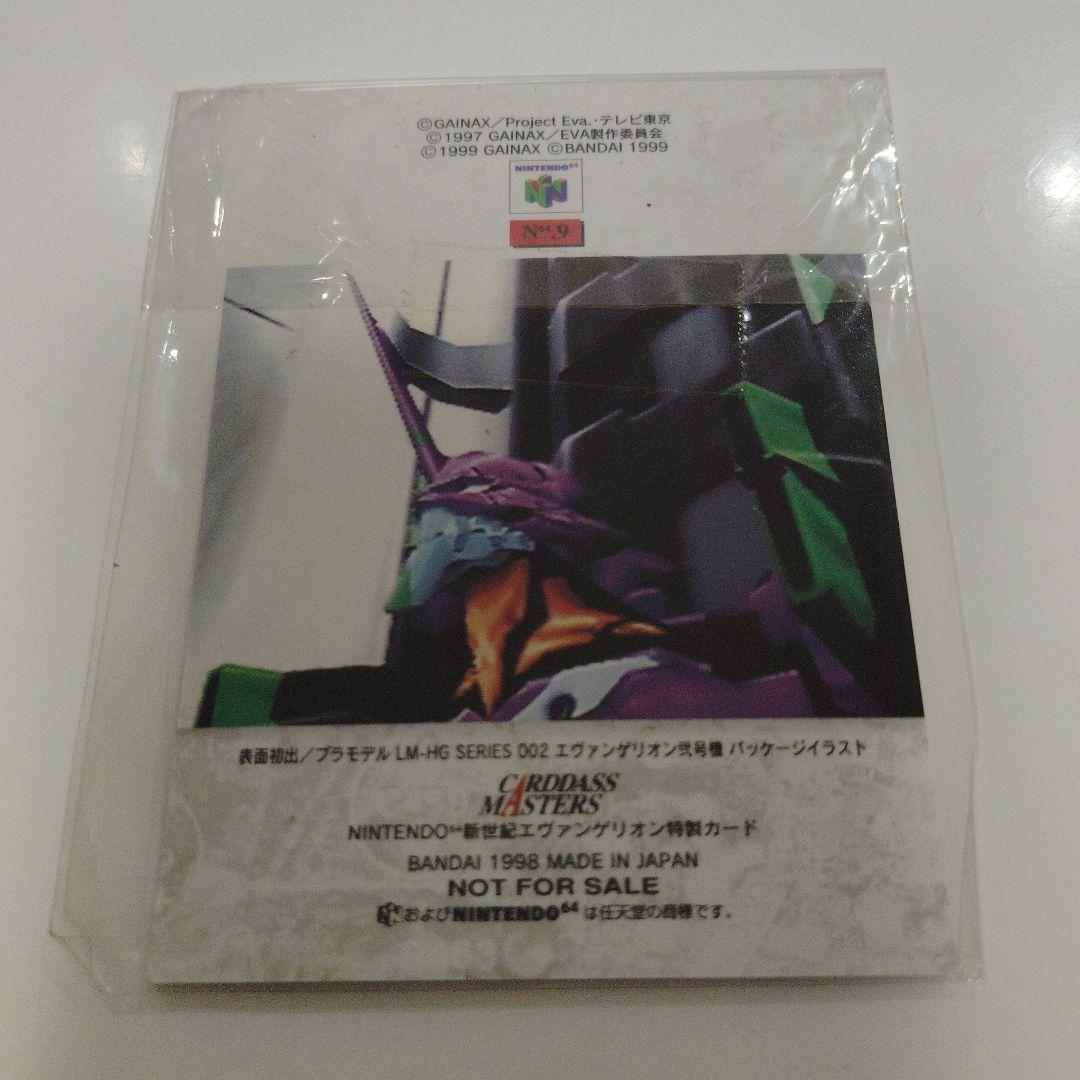 ©GAINAX／Project Eva.･テレビ東京
©1997 GAINAX／EVA製作委員会
©1999 GAINAX ©BANDAI 1999
NINTENDO64
N64.9
表面初出／プラモデル LM-HG SERIES 002 エヴァンゲリオン弐号機 パッケージイラスト
CARDDASS
MASTERS
NINTENDO64新世紀エヴァンゲリオン特製カード
BANDAI 1998 MADE IN JAPAN
NOT FOR SALE
およびNINTENDO64は任天堂の商標です。